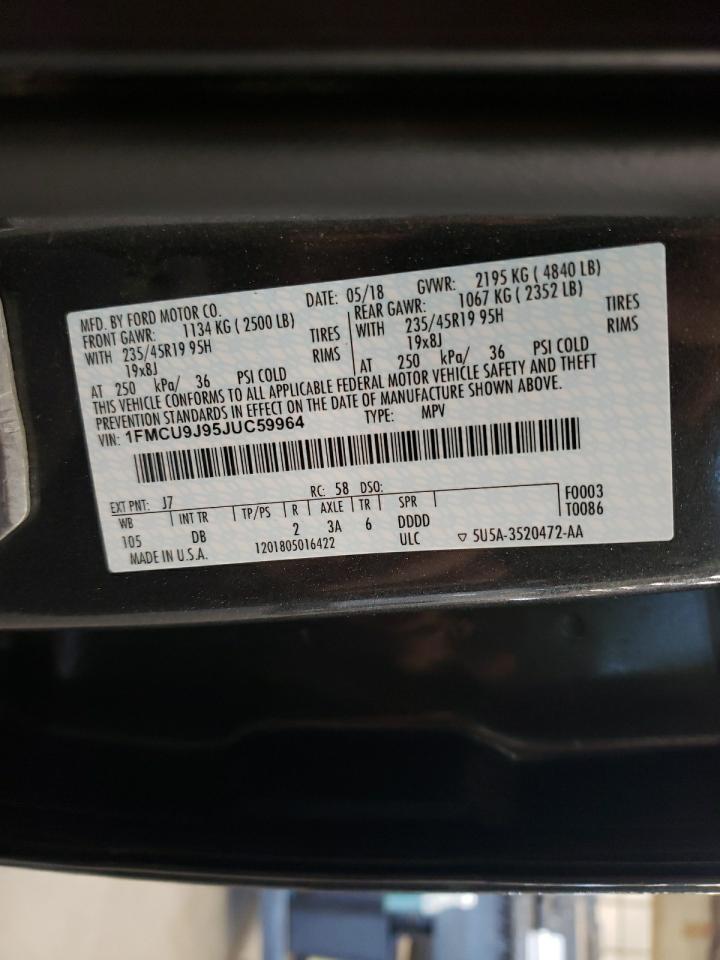 MFD. BY FORD MOTOR CO. DATE: 05/18 GVWR: 2195 KG ( 4840 LB)
FRONT GAWR: 1134 KG ( 2500 LB) REAR GAWR: 1067 KG ( 2352 LB)
WITH 235/45R19 95H TIRES WITH 235/45R19 95H TIRES
19x8J RIMS 19x8J RIMS
AT 250 kPa/ 36 PSI COLD AT 250 kPa/ 36 PSI COLD
THIS VEHICLE CONFORMS TO ALL APPLICABLE FEDERAL MOTOR VEHICLE SAFETY AND THEFT
PREVENTION STANDARDS IN EFFECT ON THE DATE OF MANUFACTURE SHOWN ABOVE.
VIN: 1FMCU9J95JUC59964 TYPE: MPV
EXT PNT: J7 RC: 58 DSO: F0003
WB INT TR TP/PS R AXLE TR SPR T0086
105 DB 2 3A 6 DDDD
MADE IN U.S.A. 1201805016422 ULC ▽ 5U5A-3520472-AA